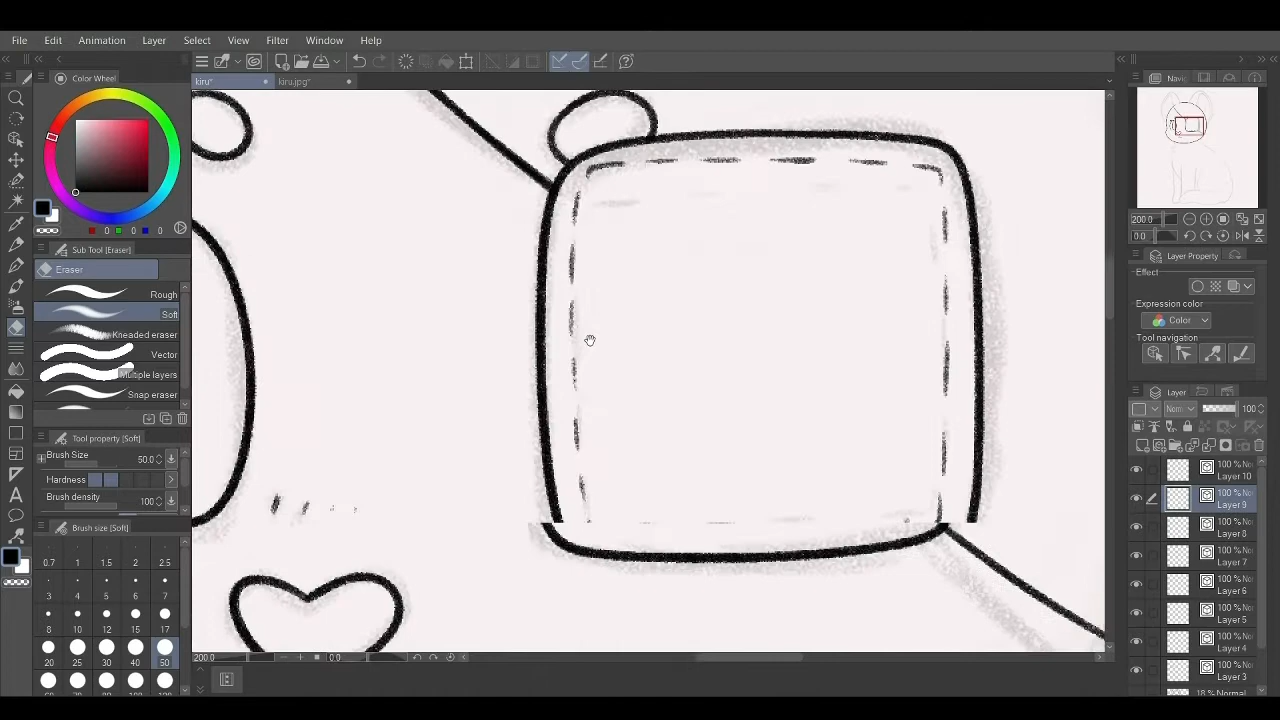 File Edit Animation Layer Select View Filter Window Help
Color Wheel
kiru*
kiru.jpg*
Navic
0 0 0
Sub Tool [Eraser]
Eraser
Rough
Soft
Kneaded eraser
Vector
Multiple layers
Snap eraser
Tool property [Soft]
Brush Size 50.0
Hardness
Brush density 100
Brush size [Soft]
0.7 1 1.5 2 2.5
3 4 5 6 7
8 10 12 15 17
20 25 30 40 50
200.0
0.0
200.0
0.0
Layer Property
Effect
Expression color
Color
Tool navigation
Layer
Norm 100
100 % No
Layer 10
100 % No
Layer 9
100 % No
Layer 8
100 % No
Layer 7
100 % No
Layer 6
100 % No
Layer 5
100 % No
Layer 4
100 % No
Layer 3
18 % Normal